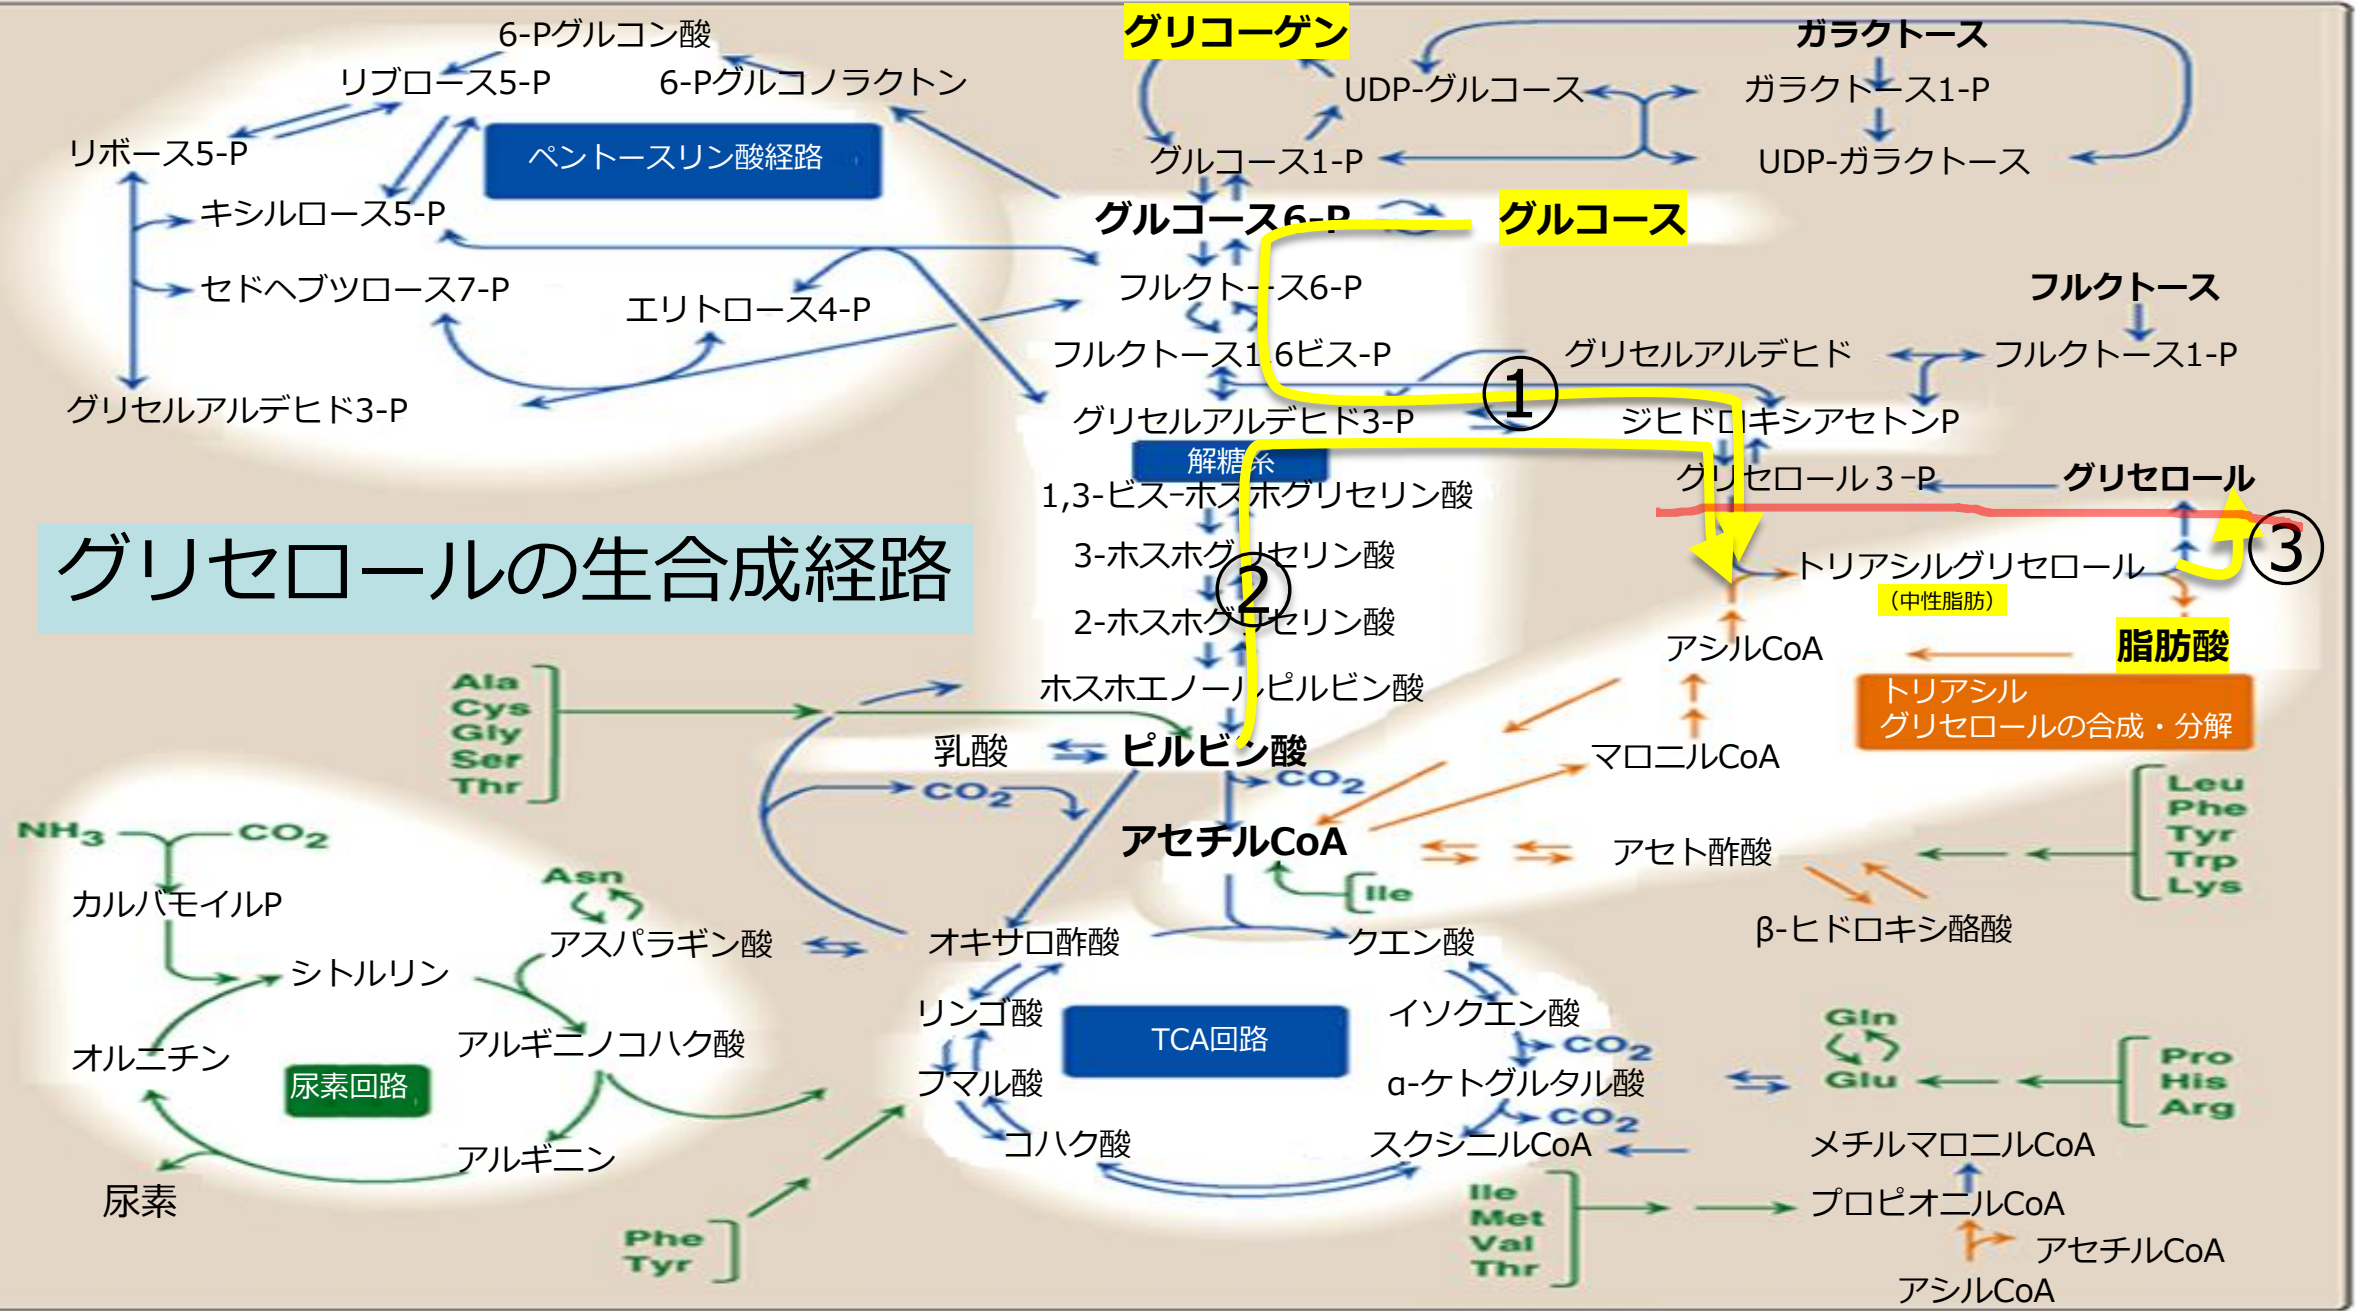 6-Pグルコン酸
グリコーゲン
ガラクトース
リブロース5-P
6-Pグルコノラクトン
UDP-グルコース
ガラクトース1-P
リボース5-P
ペントースリン酸経路
グルコース1-P
UDP-ガラクトース
キシルロース5-P
グルコース6-P
グルコース
セドヘブツロース7-P
エリトロース4-P
フルクトース6-P
フルクトース
フルクトース1,6ビス-P
グリセルアルデヒド
フルクトース1-P
①
グリセルアルデヒド3-P
グリセルアルデヒド3-P
ジヒドロキシアセトンP
解糖系
グリセロール3-P
グリセロール
1,3-ビス-ホスホグリセリン酸
グリセロールの生合成経路
3-ホスホグリセリン酸
トリアシルグリセロール
③
②
(中性脂肪)
2-ホスホグリセリン酸
アシルCoA
脂肪酸
Ala
Cys
Gly
Ser
Thr
ホスホエノールピルビン酸
トリアシル
グリセロールの合成・分解
乳酸
ピルビン酸
マロニルCoA
CO2
CO2
Leu
Phe
Tyr
Trp
Lys
NH3
CO2
アセチルCoA
アセト酢酸
Asn
Ile
カルバモイルP
アスパラギン酸
オキサロ酢酸
クエン酸
β-ヒドロキシ酪酸
シトルリン
リンゴ酸
TCA回路
イソクエン酸
Gln
オルニチン
アルギニノコハク酸
CO2
尿素回路
フマル酸
α-ケトグルタル酸
Glu
Pro
His
Arg
CO2
アルギニン
コハク酸
スクシニルCoA
メチルマロニルCoA
尿素
Ile
Met
Val
Thr
プロピオニルCoA
Phe
Tyr
アセチルCoA
アシルCoA